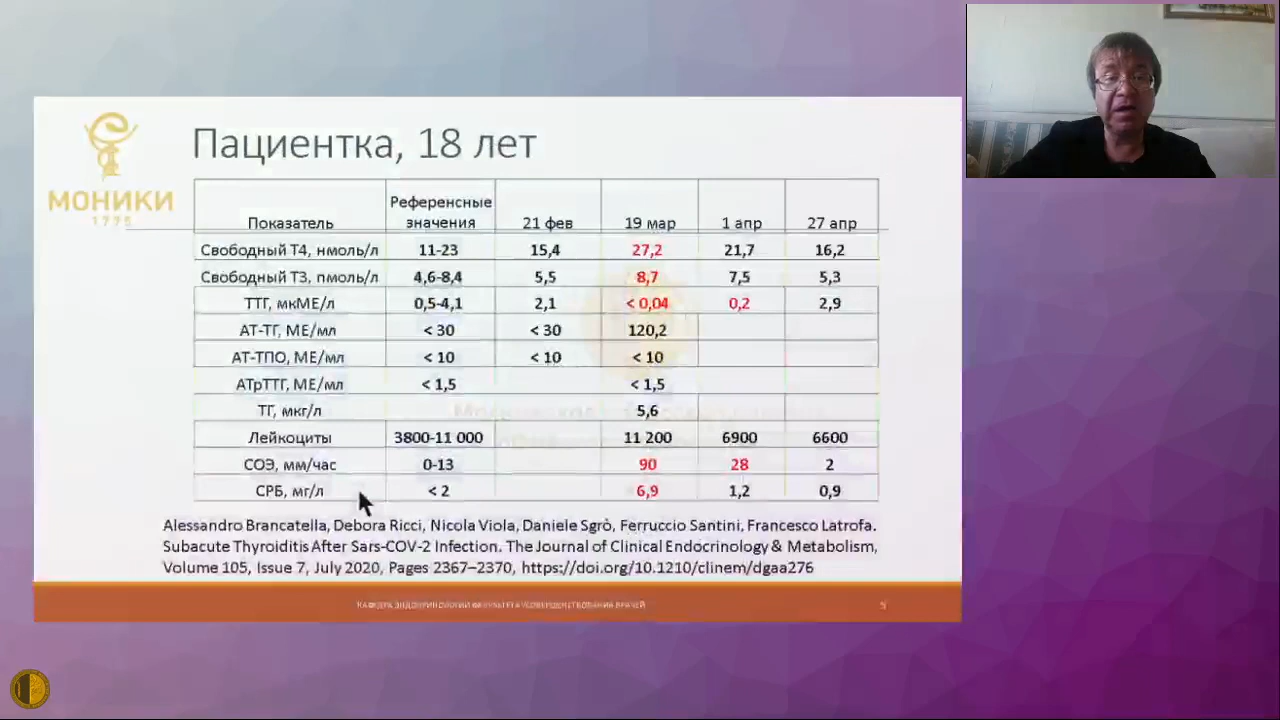 МОНИКИ
1775
Пациентка, 18 лет
Показатель Референсные значения 21 фев 19 мар 1 апр 27 апр
Свободный Т4, нмоль/л 11-23 15,4 27,2 21,7 16,2
Свободный Т3, пмоль/л 4,6-8,4 5,5 8,7 7,5 5,3
ТТГ, мкМЕ/л 0,5-4,1 2,1 < 0,04 0,2 2,9
АТ-ТГ, МЕ/мл < 30 < 30 120,2
АТ-ТПО, МЕ/мл < 10 < 10 < 10
АТрТТГ, МЕ/мл < 1,5 < 1,5
ТГ, мкг/л 5,6
Лейкоциты 3800-11 000 11 200 6900 6600
СОЭ, мм/час 0-13 90 28 2
СРБ, мг/л < 2 6,9 1,2 0,9
Alessandro Brancatella, Debora Ricci, Nicola Viola, Daniele Sgrò, Ferruccio Santini, Francesco Latrofa.
Subacute Thyroiditis After Sars-COV-2 Infection. The Journal of Clinical Endocrinology & Metabolism,
Volume 105, Issue 7, July 2020, Pages 2367–2370, https://doi.org/10.1210/clinem/dgaa276
КАФЕДРА ЭНДОКРИНОЛОГИИ ФАКУЛЬТЕТА УСОВЕРШЕНСТВОВАНИЯ ВРАЧЕЙ